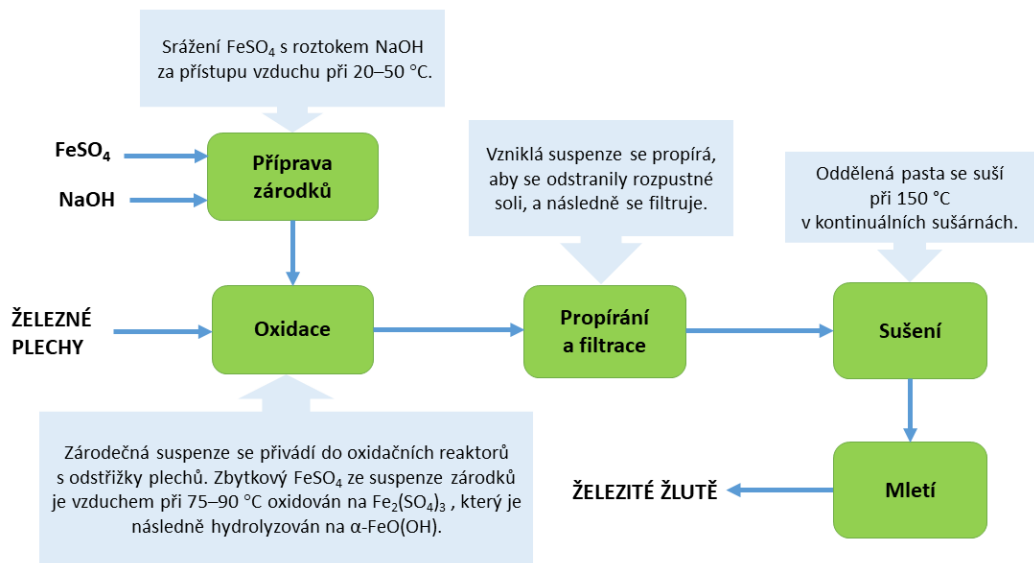 Srážení FeSO₄ s roztokem NaOH
za přístupu vzduchu při 20–50 °C.
FeSO₄
NaOH
Příprava
zárodků
Vzniklá suspenze se propírá,
aby se odstranily rozpustné
soli, a následně se filtruje.
Oddělená pasta se suší
při 150 °C
v kontinuálních sušárnách.
ŽELEZNÉ
PLECHY
Oxidace
Propírání
a filtrace
Sušení
Zárodečná suspenze se přivádí do oxidačních reaktorů
s odstřižky plechů. Zbytkový FeSO₄ ze suspenze zárodků
je vzduchem při 75–90 °C oxidován na Fe₂(SO₄)₃ , který je
následně hydrolyzován na α-FeO(OH).
ŽELEZITÉ ŽLUTĚ
Mletí